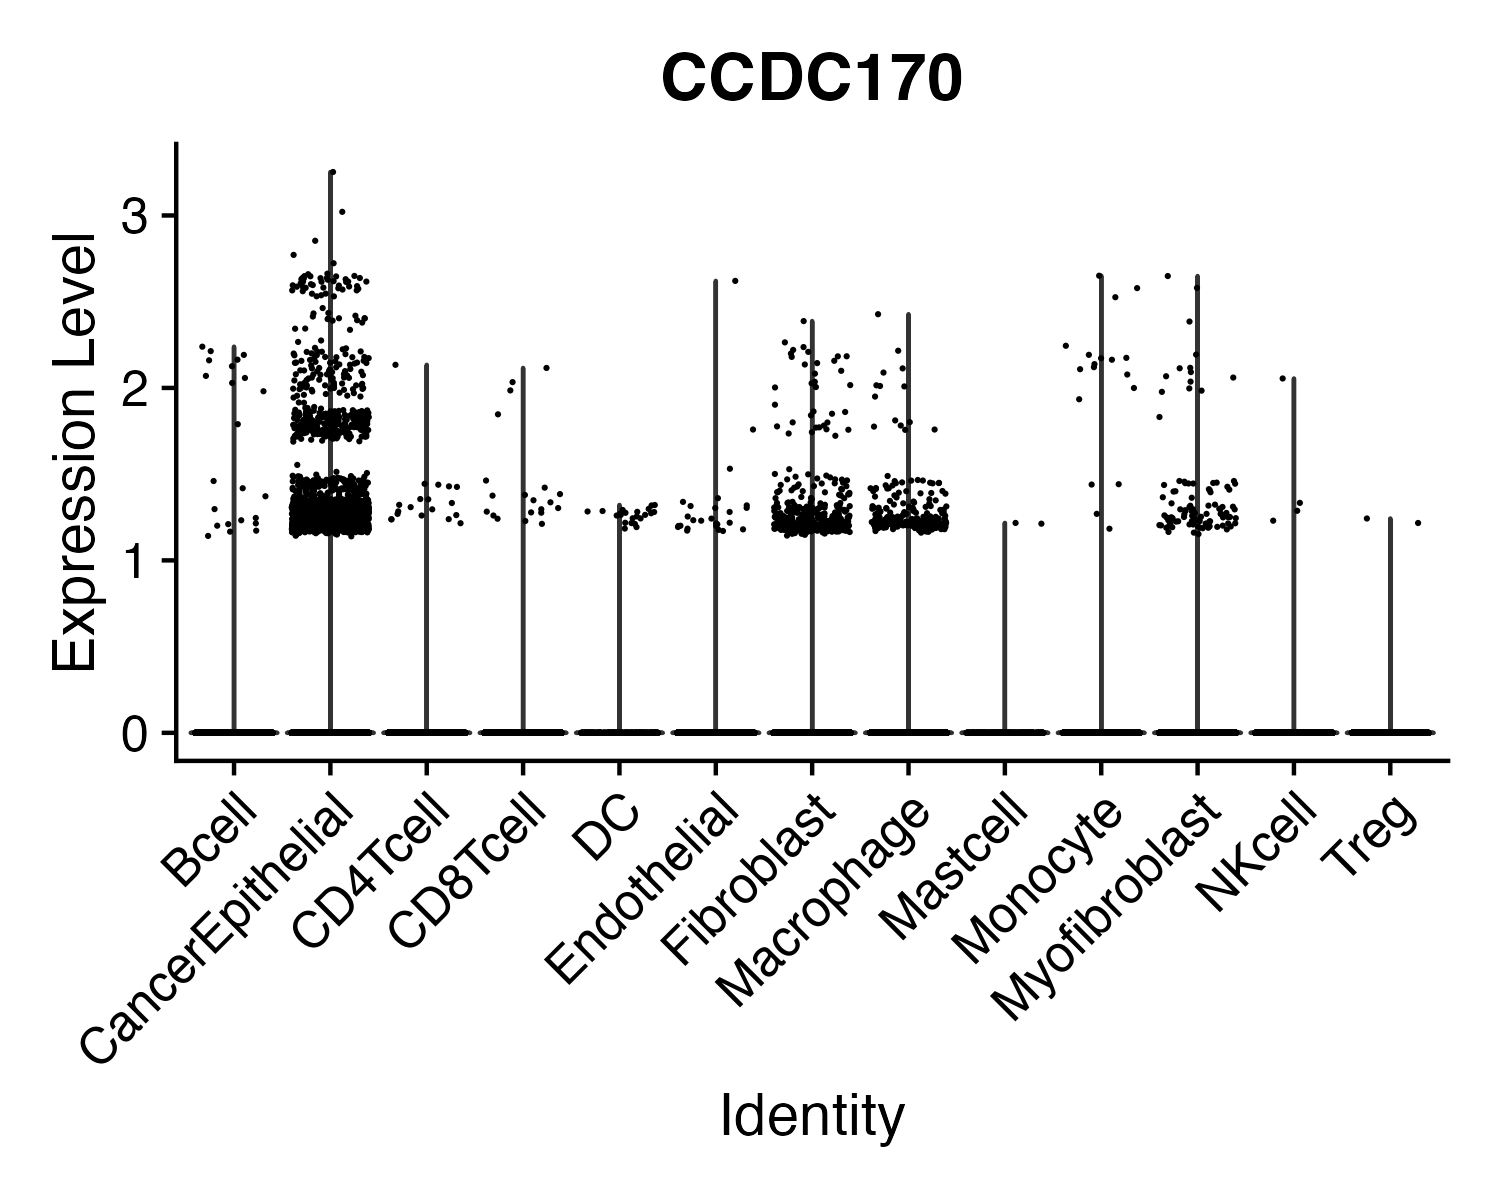 CCDC170
Expression Level
3
2
1
0
Bcell
CancerEpithelial
CD4Tcell
CD8Tcell
DC
Endothelial
Fibroblast
Macrophage
Mastcell
Monocyte
Myofibroblast
NKcell
Treg
Identity